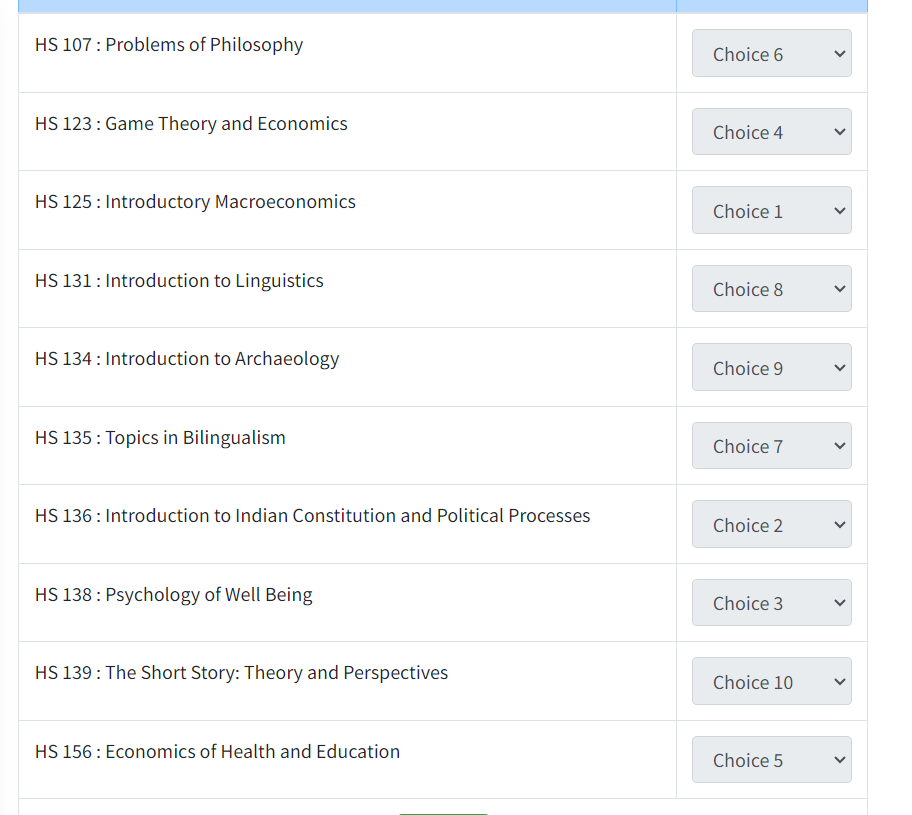 HS 107 : Problems of Philosophy
Choice 6
HS 123 : Game Theory and Economics
Choice 4
HS 125 : Introductory Macroeconomics
Choice 1
HS 131 : Introduction to Linguistics
Choice 8
HS 134 : Introduction to Archaeology
Choice 9
HS 135 : Topics in Bilingualism
Choice 7
HS 136 : Introduction to Indian Constitution and Political Processes
Choice 2
HS 138 : Psychology of Well Being
Choice 3
HS 139 : The Short Story: Theory and Perspectives
Choice 10
HS 156 : Economics of Health and Education
Choice 5